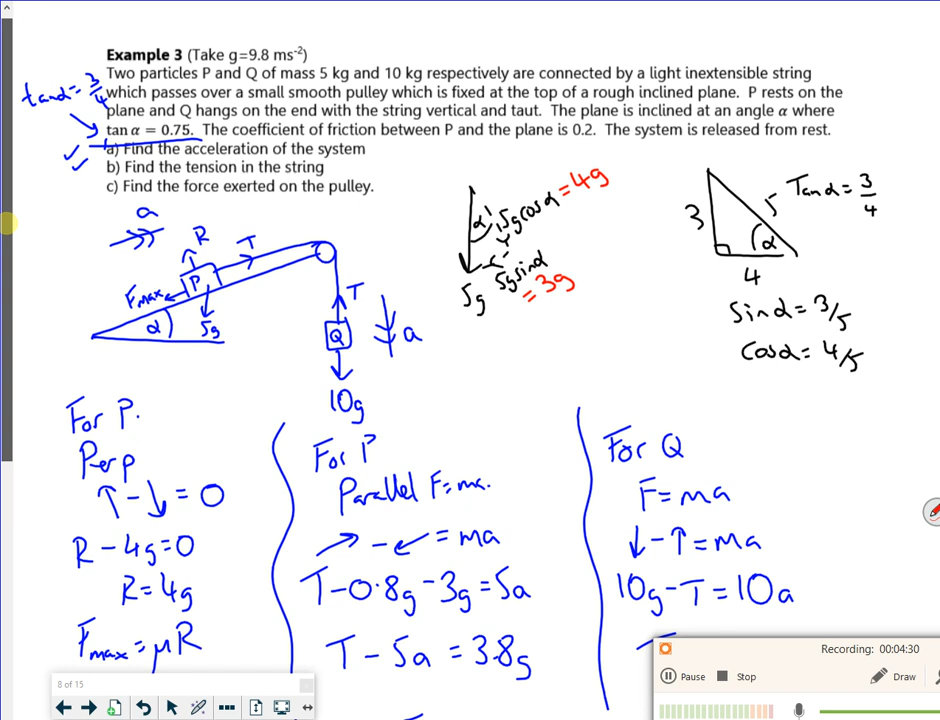 Example 3 (Take g=9.8 ms⁻²)
Two particles P and Q of mass 5 kg and 10 kg respectively are connected by a light inextensible string
which passes over a small smooth pulley which is fixed at the top of a rough inclined plane. P rests on the
plane and Q hangs on the end with the string vertical and taut. The plane is inclined at an angle α where
tan α = 0.75. The coefficient of friction between P and the plane is 0.2. The system is released from rest.
a) Find the acceleration of the system
b) Find the tension in the string
c) Find the force exerted on the pulley.
tanα = 3/4
a
R
T
P
Fmax
α
5g
T
Q
a
10g
α
5gcosα = 4g
5gsinα
= 3g
5g
3
5
4
α
Tanα = 3/4
Sinα = 3/5
Cosα = 4/5
For P.
Perp
↑ - ↓ = 0
R - 4g = 0
R = 4g
Fmax = μR
For P
Parallel F=ma.
↗ - ↙ = ma
T - 0.8g - 3g = 5a
T - 5a = 3.8g
For Q
F = ma
↓ - ↑ = ma
10g - T = 10a
8 of 15
Recording: 00:04:30
Pause
Stop
Draw